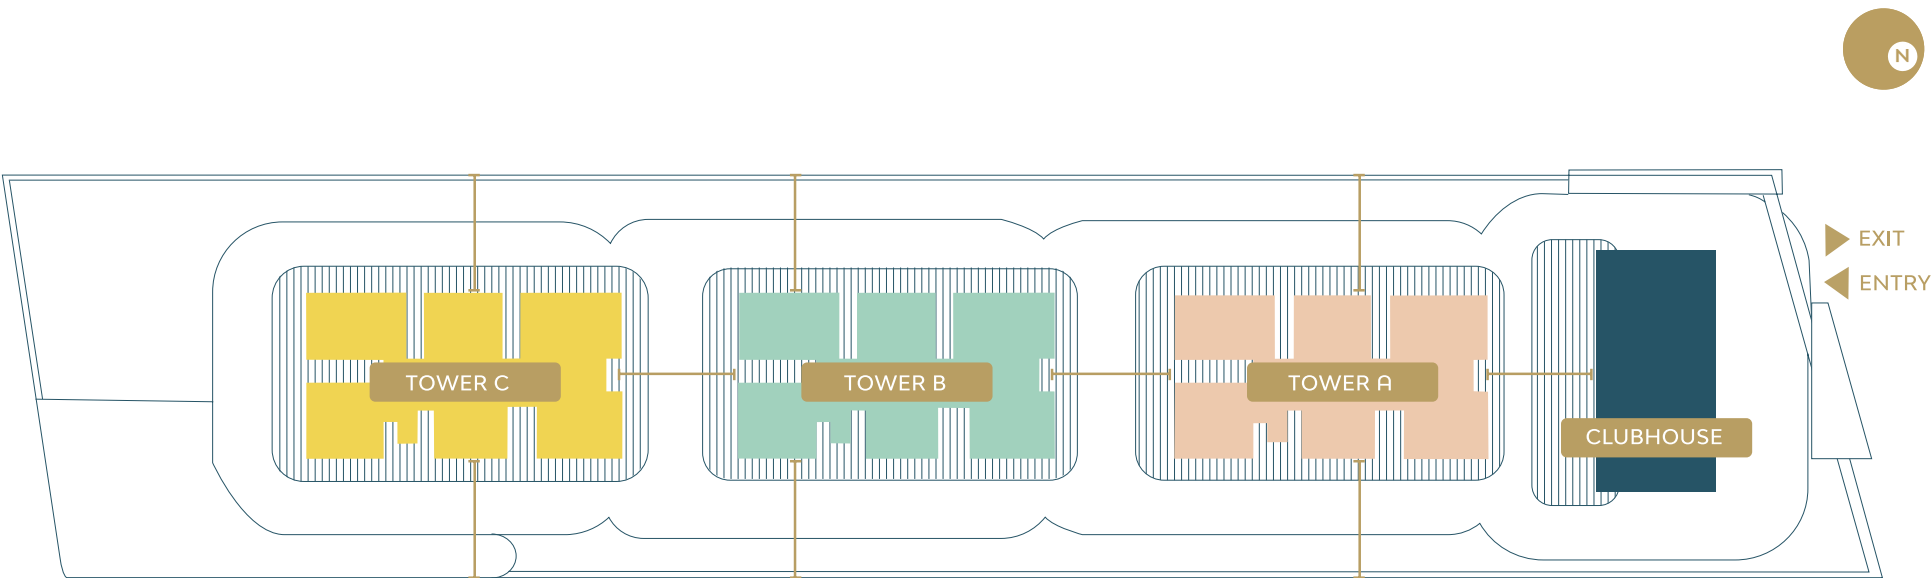 N
EXIT
ENTRY
TOWER C
TOWER B
TOWER A
CLUBHOUSE